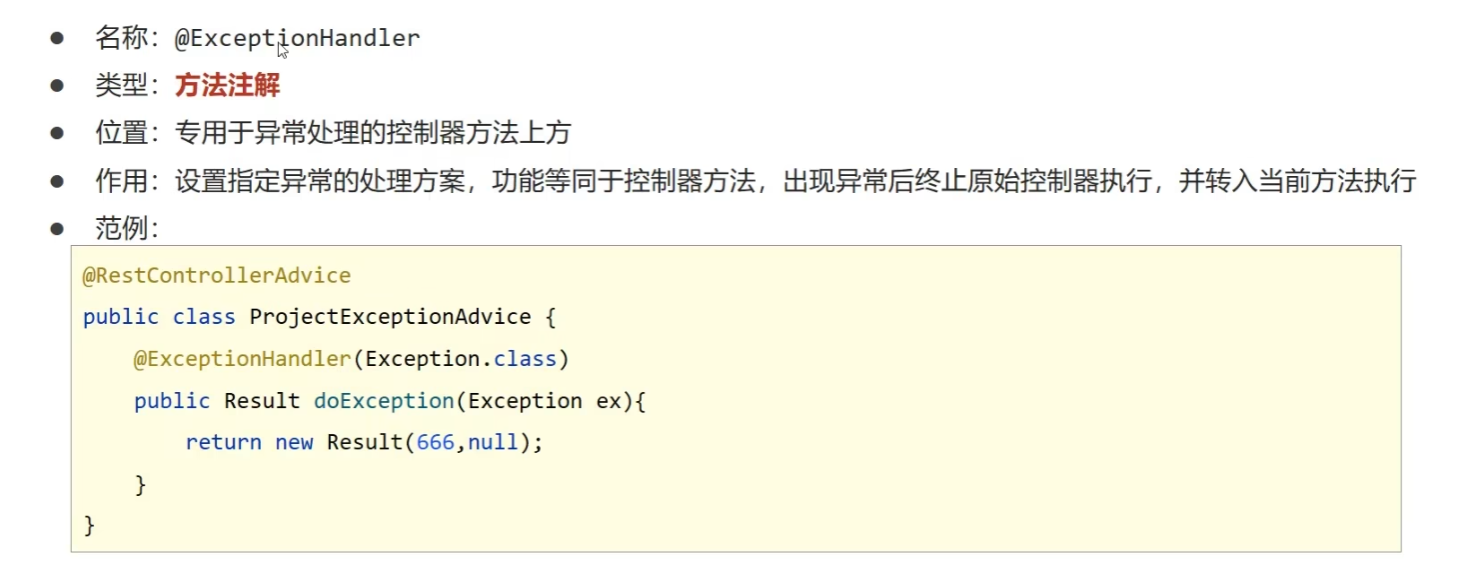 ● 名称：@ExceptionHandler
● 类型：方法注解
● 位置：专用于异常处理的控制器方法上方
● 作用：设置指定异常的处理方案，功能等同于控制器方法，出现异常后终止原始控制器执行，并转入当前方法执行
● 范例：
@RestControllerAdvice
public class ProjectExceptionAdvice {
    @ExceptionHandler(Exception.class)
    public Result doException(Exception ex){
        return new Result(666,null);
    }
}